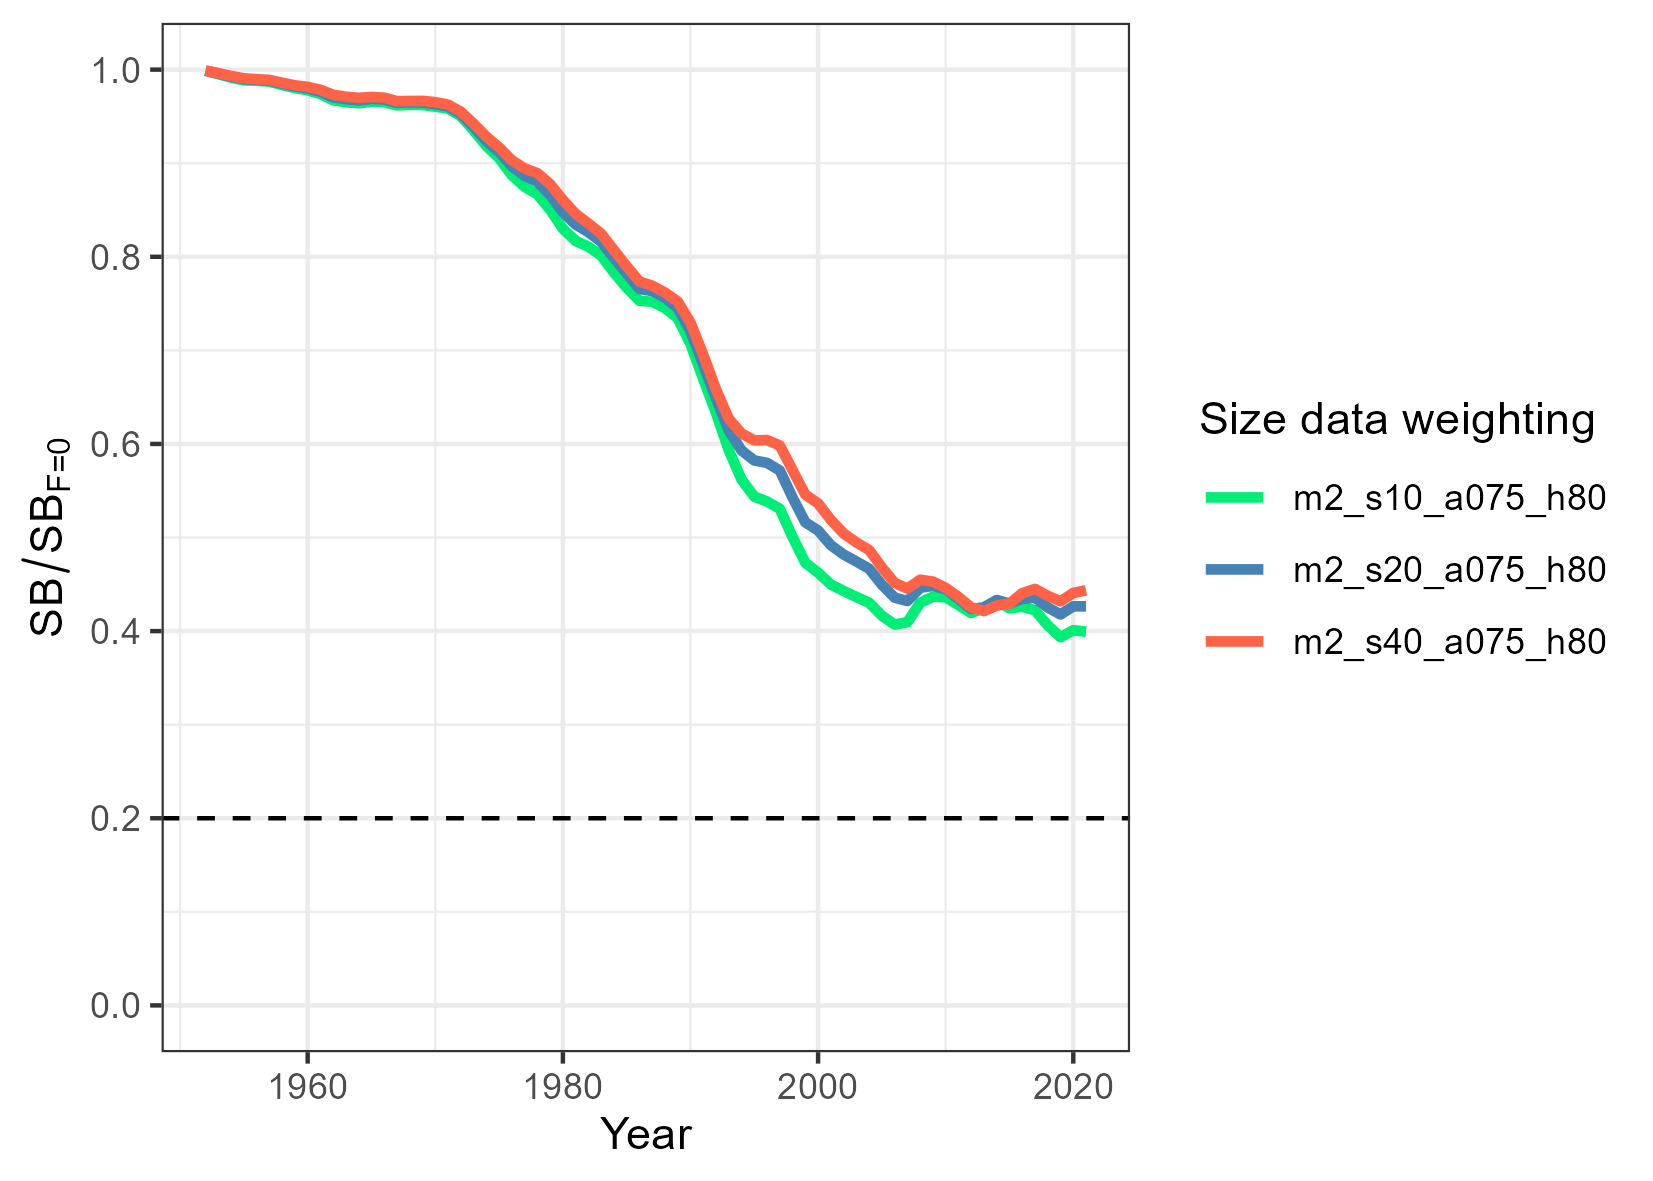 1.0
0.8
0.6
0.4
0.2
0.0
SB/SBF=0
1960 1980 2000 2020
Year
Size data weighting
m2_s10_a075_h80
m2_s20_a075_h80
m2_s40_a075_h80